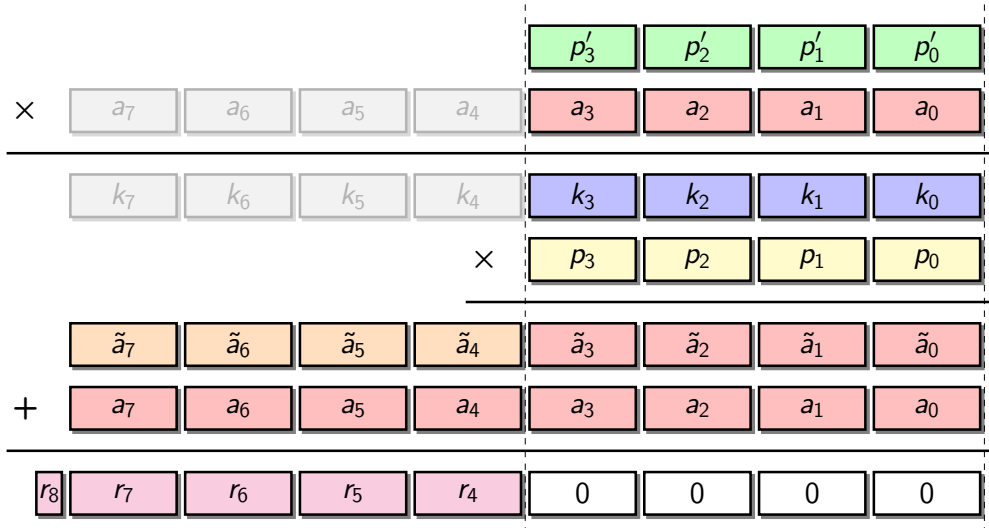 p′₃ p′₂ p′₁ p′₀
× a₇ a₆ a₅ a₄ a₃ a₂ a₁ a₀
k₇ k₆ k₅ k₄ k₃ k₂ k₁ k₀
× p₃ p₂ p₁ p₀
ã₇ ã₆ ã₅ ã₄ ã₃ ã₂ ã₁ ã₀
+ a₇ a₆ a₅ a₄ a₃ a₂ a₁ a₀
r₈ r₇ r₆ r₅ r₄ 0 0 0 0